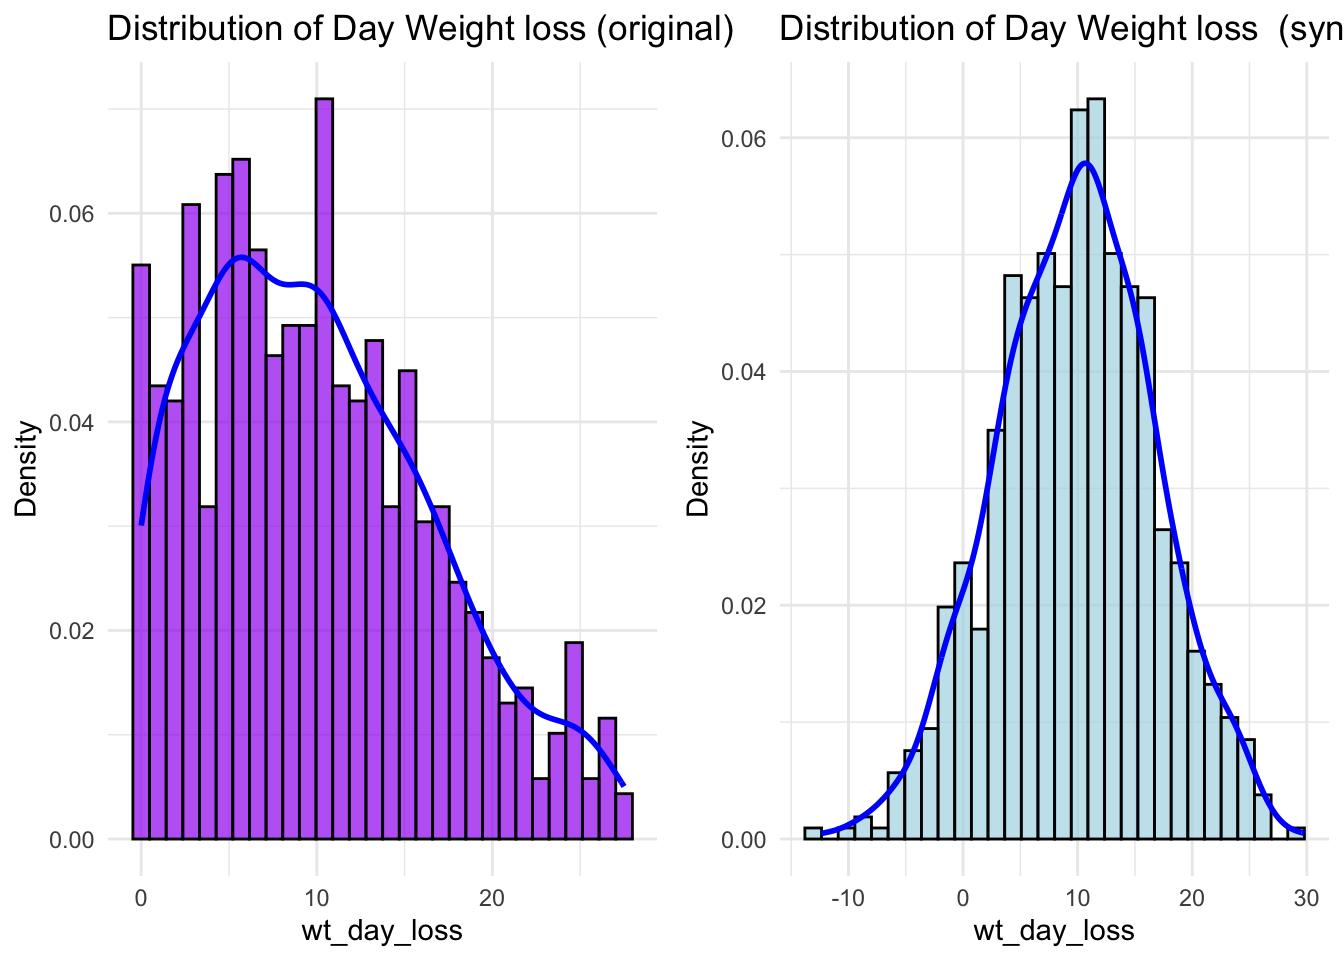 Distribution of Day Weight loss (original)
Density
0.06
0.04
0.02
0.00
0
10
20
wt_day_loss
Distribution of Day Weight loss  (syn
Density
0.06
0.04
0.02
0.00
-10
0
10
20
30
wt_day_loss